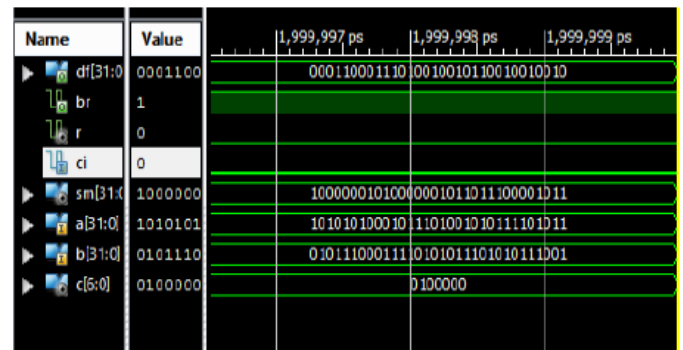 Name Value 1,999,997 ps 1,999,998 ps 1,999,999 ps
df[31:0 0001100 00011000111010010010110010010010
br 1
r 0
ci 0
sm[31:( 1000000 10000001010000001011011100001011
a[31:0] 1010101 10101010001011101001010111101011
b[31:0] 0101110 01011100011110101011101010111001
c[6:0] 0100000 0100000